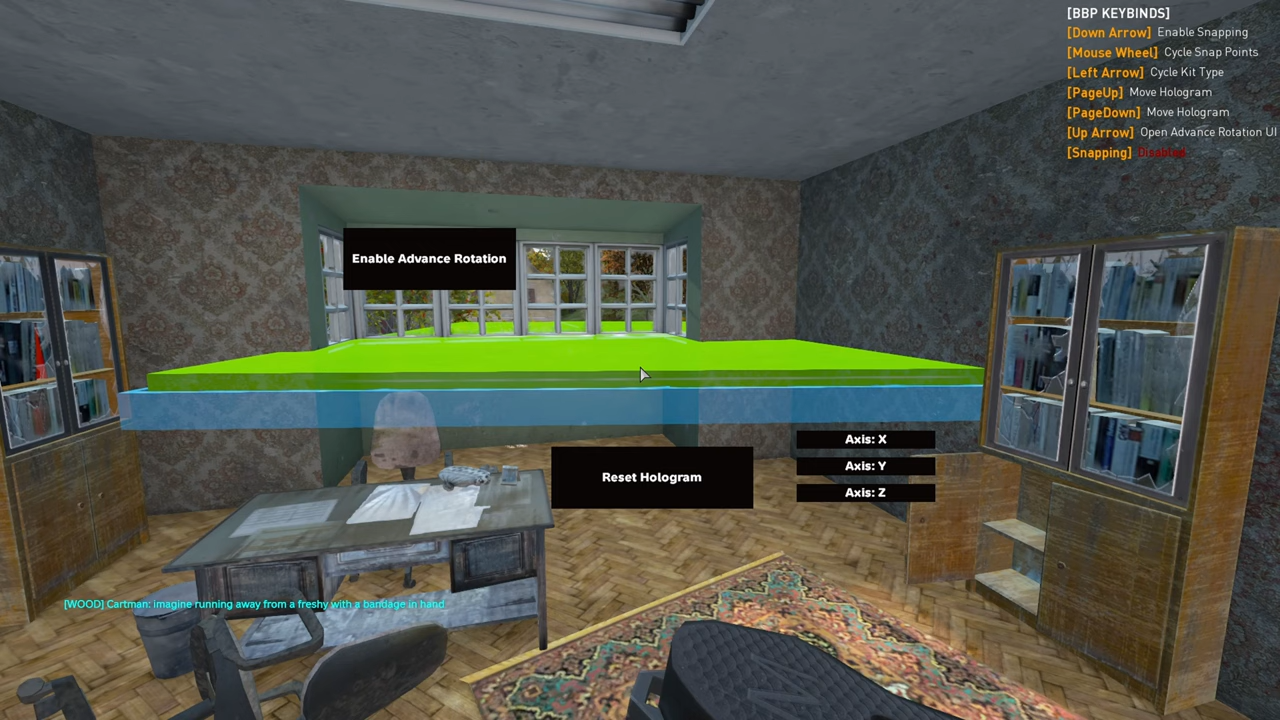 [BBP KEYBINDS]
[Down Arrow] Enable Snapping
[Mouse Wheel] Cycle Snap Points
[Left Arrow] Cycle Kit Type
[PageUp] Move Hologram
[PageDown] Move Hologram
[Up Arrow] Open Advance Rotation UI
[Snapping] Disabled
Enable Advance Rotation
Axis: X
Axis: Y
Reset Hologram
Axis: Z
[WOOD] Cartman: imagine running away from a freshy with a bandage in hand